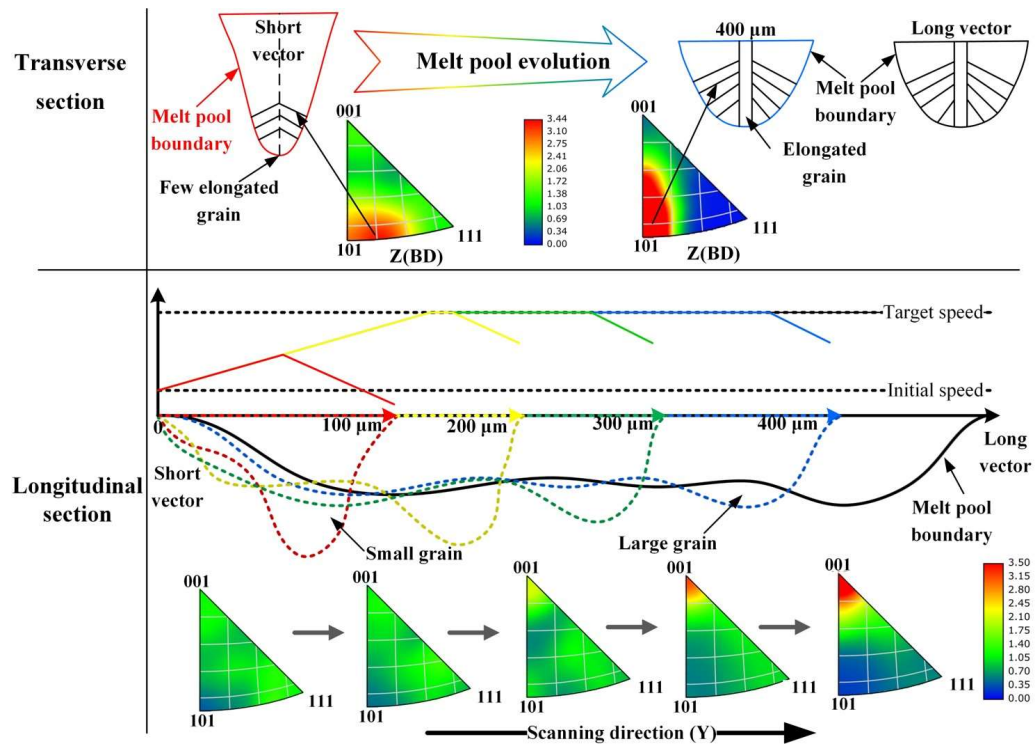 Transverse
section
Short
vector
Melt pool
boundary
Few elongated
grain
Melt pool evolution
400 µm
Long vector
Melt pool
boundary
Elongated
grain
001
101
111
Z(BD)
3.44
3.10
2.75
2.41
2.06
1.72
1.38
1.03
0.69
0.34
0.00
001
101
111
Z(BD)
Longitudinal
section
Target speed
Initial speed
0
100 µm
200 µm
300 µm
400 µm
Short
vector
Long
vector
Small grain
Large grain
Melt pool
boundary
001
101
111
001
101
111
001
101
111
001
101
111
001
101
111
3.50
3.15
2.80
2.45
2.10
1.75
1.40
1.05
0.70
0.35
0.00
Scanning direction (Y)